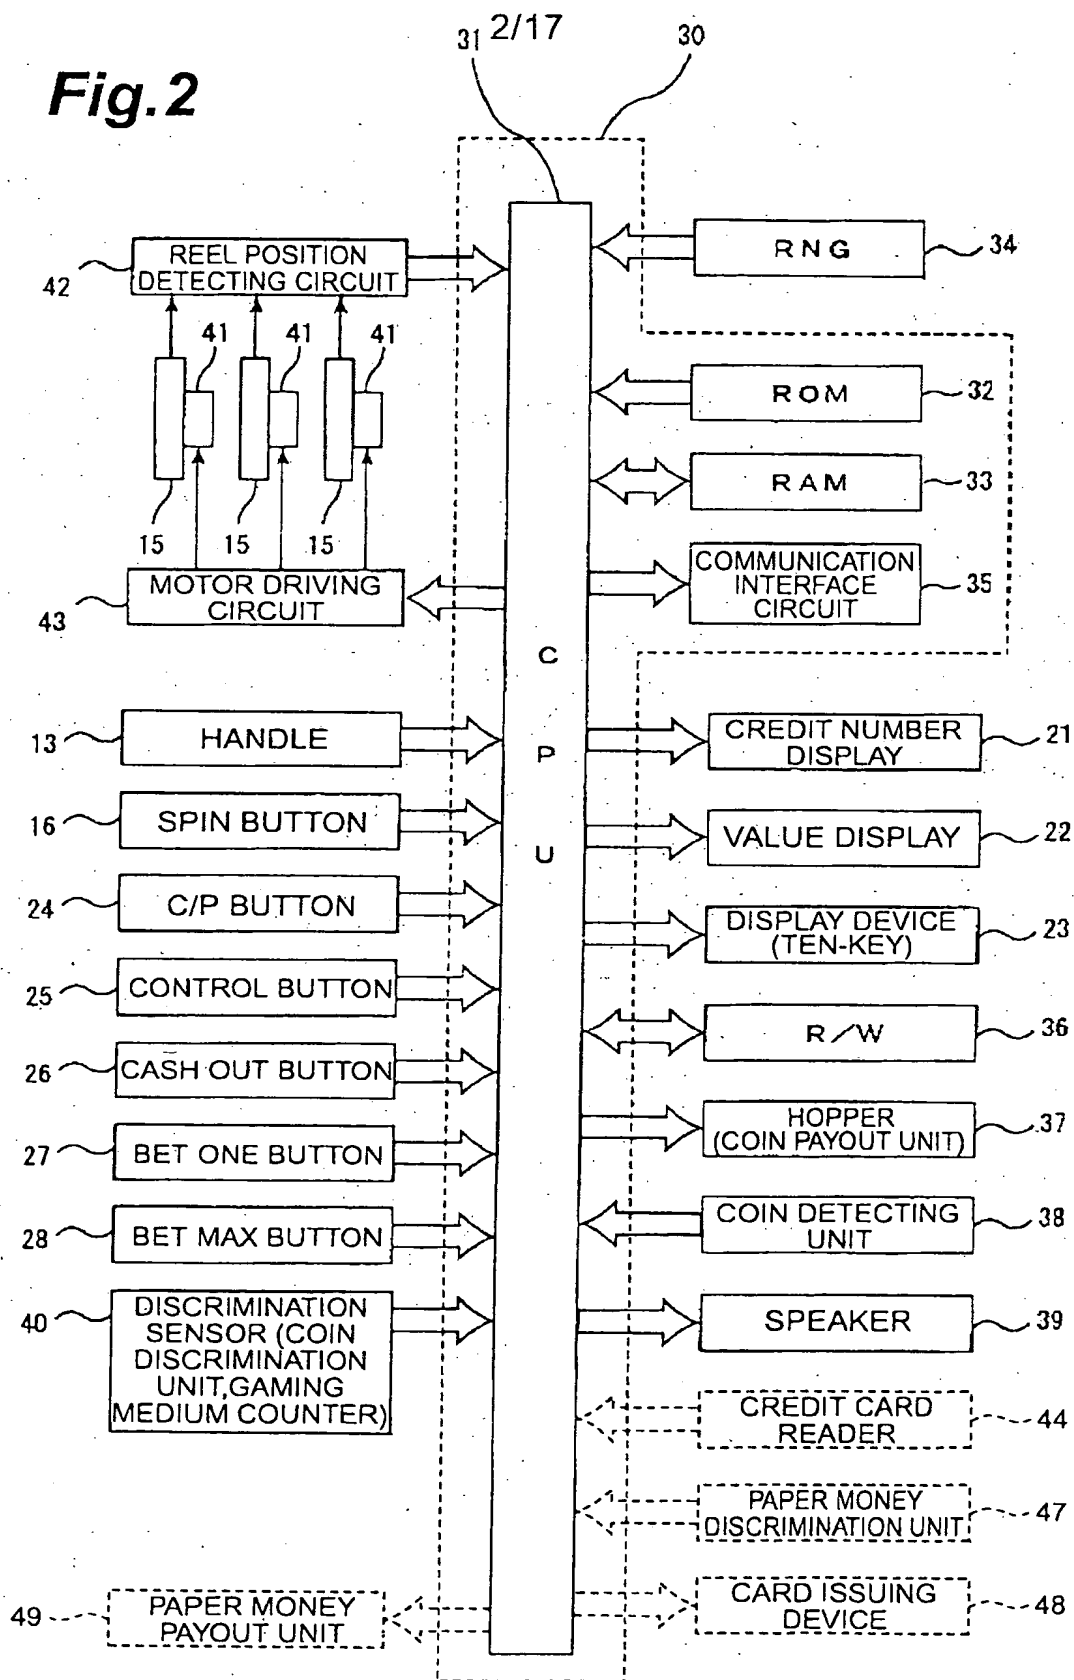 2/17
Fig.2
31
30
REEL POSITION
DETECTING CIRCUIT
42
41
41
41
15
15
15
MOTOR DRIVING
CIRCUIT
43
HANDLE
13
SPIN BUTTON
16
C/P BUTTON
24
CONTROL BUTTON
25
CASH OUT BUTTON
26
BET ONE BUTTON
27
BET MAX BUTTON
28
DISCRIMINATION
SENSOR (COIN
DISCRIMINATION
UNIT,GAMING
MEDIUM COUNTER)
40
PAPER MONEY
PAYOUT UNIT
49
C
P
U
RNG
34
ROM
32
RAM
33
COMMUNICATION
INTERFACE
CIRCUIT
35
CREDIT NUMBER
DISPLAY
21
VALUE DISPLAY
22
DISPLAY DEVICE
(TEN-KEY)
23
R/W
36
HOPPER
(COIN PAYOUT UNIT)
37
COIN DETECTING
UNIT
38
SPEAKER
39
CREDIT CARD
READER
44
PAPER MONEY
DISCRIMINATION UNIT
47
CARD ISSUING
DEVICE
48